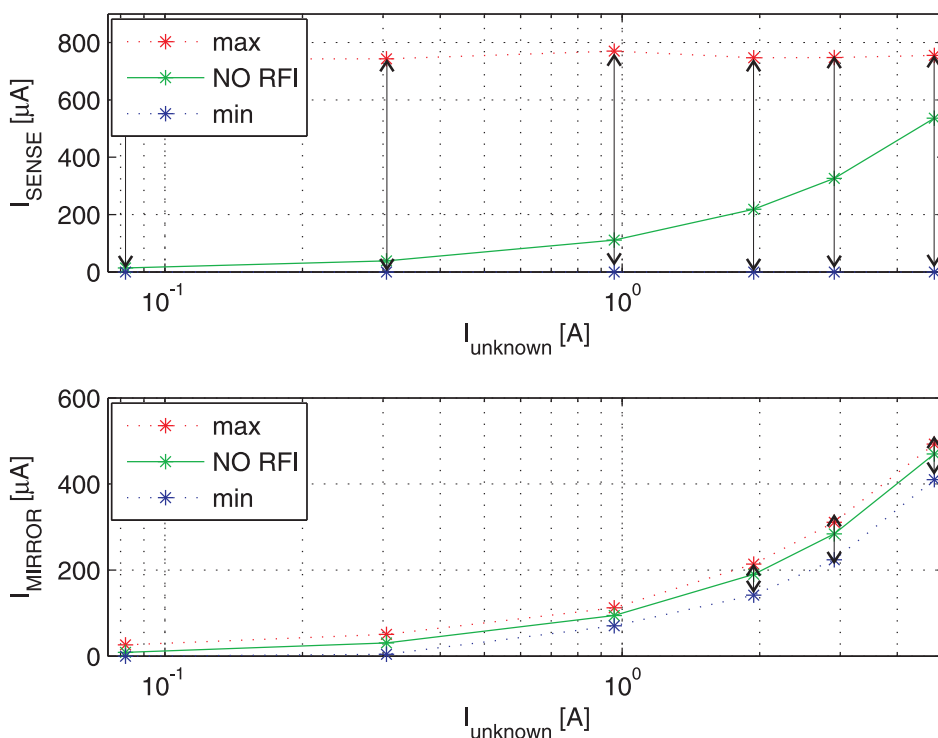 800
600
400
200
0
I_SENSE [µA]
max
NO RFI
min
10^-1
10^0
I_unknown [A]
600
400
200
0
I_MIRROR [µA]
max
NO RFI
min
10^-1
10^0
I_unknown [A]